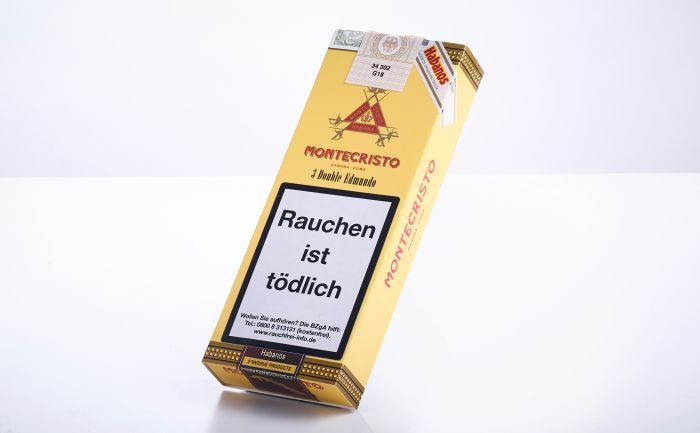 34 302
G18
Habanos
HABANA
MONTECRISTO
HABANA · CUBA
3 Double Edmundo
MONTECRISTO
Rauchen
ist
tödlich
Wollen Sie aufhören? Die BZgA hilft:
Tel.: 0800 8 313131 (kostenfrei),
www.rauchfrei-info.de
Habanos